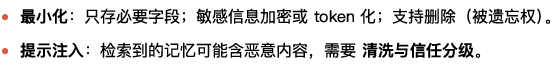 • 最小化：只存必要字段；敏感信息加密或 token 化；支持删除（被遗忘权）。
• 提示注入：检索到的记忆可能含恶意内容，需要 清洗与信任分级。